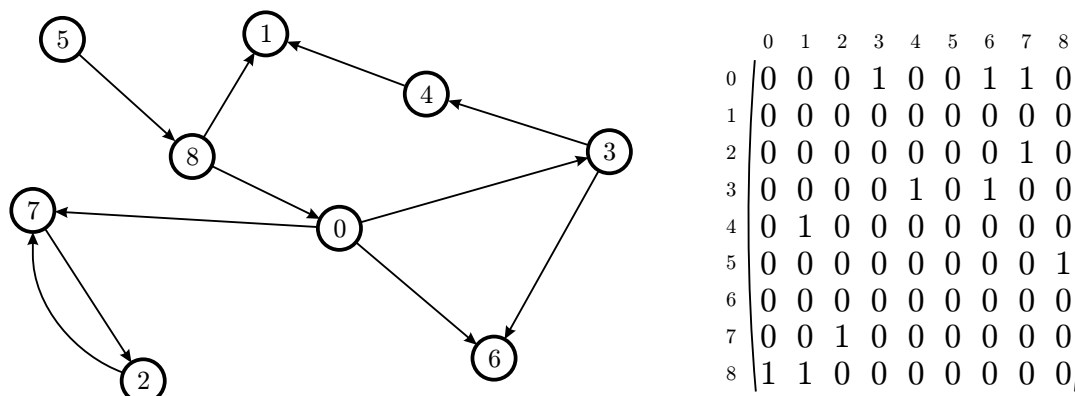 5
1
4
8
3
7
0
6
2
0 1 2 3 4 5 6 7 8
0 0 0 0 1 0 0 1 1 0
1 0 0 0 0 0 0 0 0 0
2 0 0 0 0 0 0 0 1 0
3 0 0 0 0 1 0 1 0 0
4 0 1 0 0 0 0 0 0 0
5 0 0 0 0 0 0 0 0 1
6 0 0 0 0 0 0 0 0 0
7 0 0 1 0 0 0 0 0 0
8 1 1 0 0 0 0 0 0 0